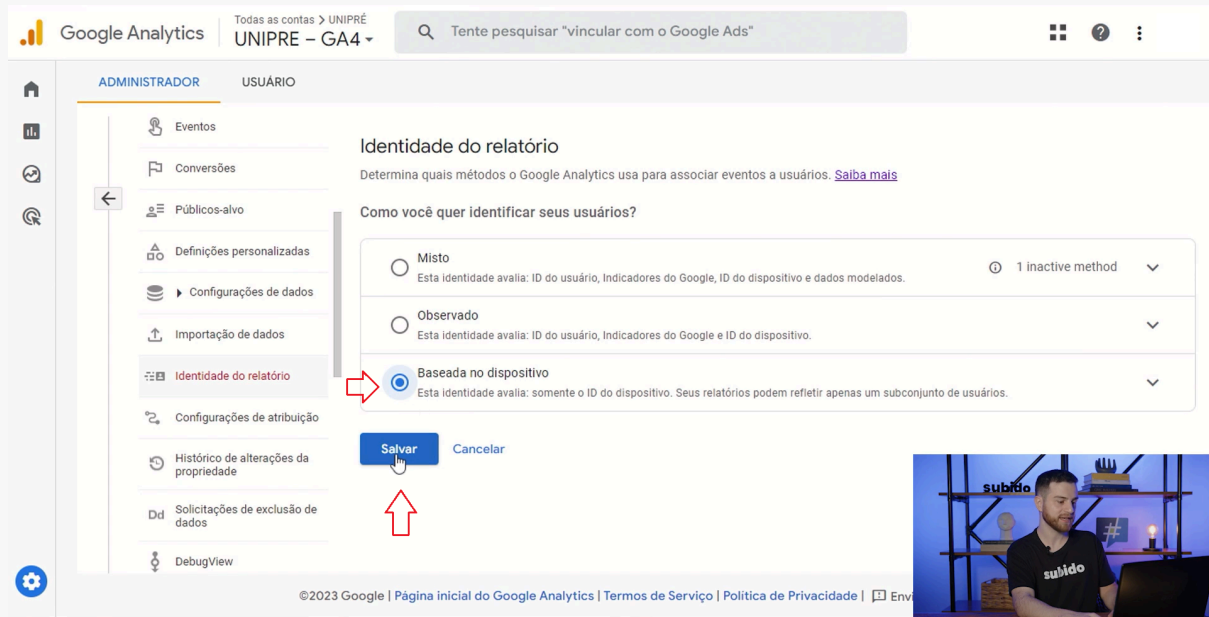 Google Analytics
Todas as contas > UNIPRÉ
UNIPRE – GA4
Tente pesquisar "vincular com o Google Ads"
ADMINISTRADOR
USUÁRIO
Eventos
Conversões
Públicos-alvo
Definições personalizadas
Configurações de dados
Importação de dados
Identidade do relatório
Configurações de atribuição
Histórico de alterações da
propriedade
Dd
Solicitações de exclusão de
dados
DebugView
Identidade do relatório
Determina quais métodos o Google Analytics usa para associar eventos a usuários. Saiba mais
Como você quer identificar seus usuários?
Misto
Esta identidade avalia: ID do usuário, Indicadores do Google, ID do dispositivo e dados modelados.
1 inactive method
Observado
Esta identidade avalia: ID do usuário, Indicadores do Google e ID do dispositivo.
Baseada no dispositivo
Esta identidade avalia: somente o ID do dispositivo. Seus relatórios podem refletir apenas um subconjunto de usuários.
Salvar
Cancelar
©2023 Google | Página inicial do Google Analytics | Termos de Serviço | Política de Privacidade | Envi
subido
#
subido